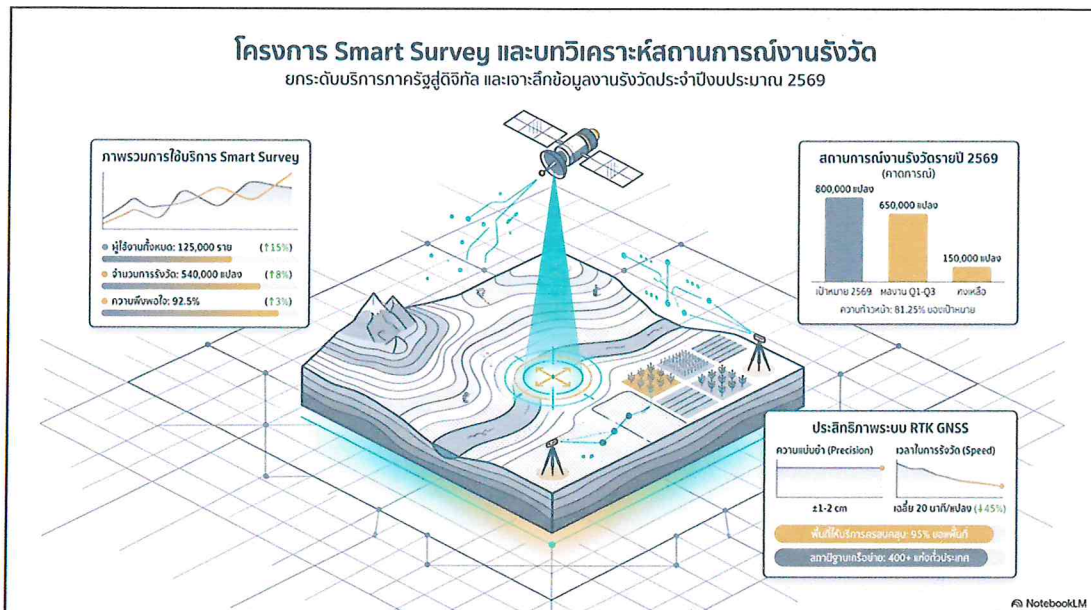 โครงการ Smart Survey และบทวิเคราะห์สถานการณ์งานรังวัด
ยกระดับบริการภาครัฐสู่ดิจิทัล และเจาะลึกข้อมูลงานรังวัดประจำปีงบประมาณ 2569
ภาพรวมการใช้บริการ Smart Survey
ผู้ใช้งานทั้งหมด: 125,000 ราย (↑15%)
จำนวนการรังวัด: 540,000 แปลง (↑8%)
ความพึงพอใจ: 92.5% (↑3%)
สถานการณ์งานรังวัดรายปี 2569
(คาดการณ์)
800,000 แปลง
650,000 แปลง
150,000 แปลง
เป้าหมาย 2569 ผลงาน Q1-Q3 คงเหลือ
ความก้าวหน้า: 81.25% ของเป้าหมาย
ประสิทธิภาพระบบ RTK GNSS
ความแม่นยำ (Precision) เวลาในการรังวัด (Speed)
±1-2 cm เฉลี่ย 20 นาที/แปลง (↓45%)
พื้นที่ให้บริการครอบคลุม: 95% ของพื้นที่
สถานีฐานเครือข่าย: 400+ แห่งทั่วประเทศ
NotebookLM